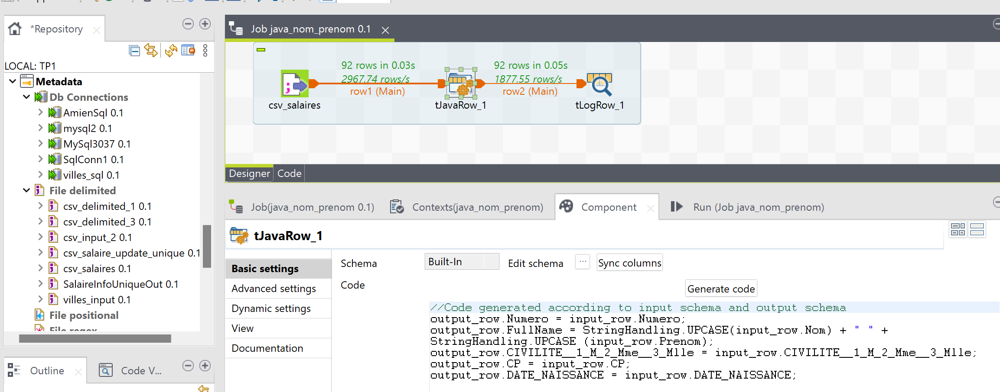 *Repository
LOCAL: TP1
Metadata
Db Connections
AmienSql 0.1
mysql2 0.1
MySql3037 0.1
SqlConn1 0.1
villes_sql 0.1
File delimited
csv_delimited_1 0.1
csv_delimited_3 0.1
csv_input_2 0.1
csv_salaire_update_unique 0.1
csv_salaires 0.1
SalaireInfoUniqueOut 0.1
villes_input 0.1
File positional
File regex
Outline
Code V...
Job java_nom_prenom 0.1
92 rows in 0.03s
2967.74 rows/s
row1 (Main)
92 rows in 0.05s
1877.55 rows/s
row2 (Main)
csv_salaires
tJavaRow_1
tLogRow_1
Designer
Code
Job(java_nom_prenom 0.1)
Contexts(java_nom_prenom)
Component
Run (Job java_nom_prenom)
tJavaRow_1
Basic settings
Advanced settings
Dynamic settings
View
Documentation
Schema
Built-In
Edit schema
...
Sync columns
Code
Generate code
//Code generated according to input schema and output schema
output_row.Numero = input_row.Numero;
output_row.FullName = StringHandling.UPCASE(input_row.Nom) + " " +
StringHandling.UPCASE (input_row.Prenom);
output_row.CIVILITE__1_M_2_Mme__3_Mlle = input_row.CIVILITE__1_M_2_Mme__3_Mlle;
output_row.CP = input_row.CP;
output_row.DATE_NAISSANCE = input_row.DATE_NAISSANCE;